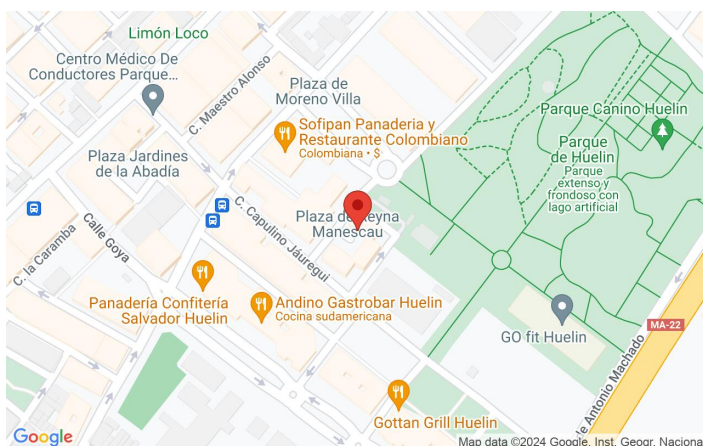 Limón Loco
Centro Médico De
Conductores Parque...
C. Maestro Alonso
Plaza de
Moreno Villa
Sofipan Panaderia y
Restaurante Colombiano
Colombiana • $
Parque Canino Huelin
Parque
de Huelin
Parque
extenso y
frondoso con
lago artificial
Plaza Jardines
de la Abadía
Plaza de Reyna
Manescau
C. Capulino Jáuregui
Calle Goya
C. la Caramba
Panadería Confitería
Salvador Huelin
Andino Gastrobar Huelin
Cocina sudamericana
GO fit Huelin
MA-22
le Antonio Machado
Gottan Grill Huelin
Google
Map data ©2024 Google, Inst. Geogr. Naciona